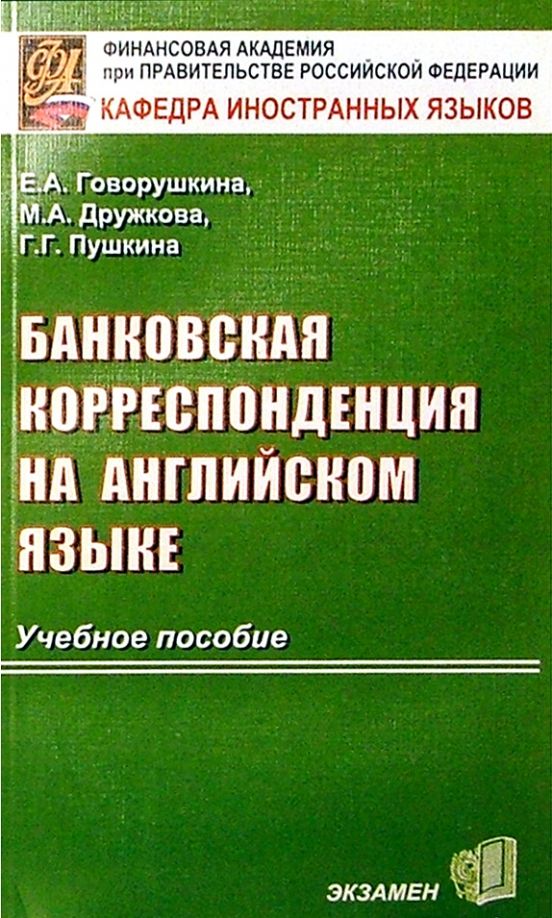 ФА
ФИНАНСОВАЯ АКАДЕМИЯ
при ПРАВИТЕЛЬСТВЕ РОССИЙСКОЙ ФЕДЕРАЦИИ
КАФЕДРА ИНОСТРАННЫХ ЯЗЫКОВ
Е.А. Говорушкина,
М.А. Дружкова,
Г.Г. Пушкина
БАНКОВСКАЯ
КОРРЕСПОНДЕНЦИЯ
НА АНГЛИЙСКОМ
ЯЗЫКЕ
Учебное пособие
ЭКЗАМЕН